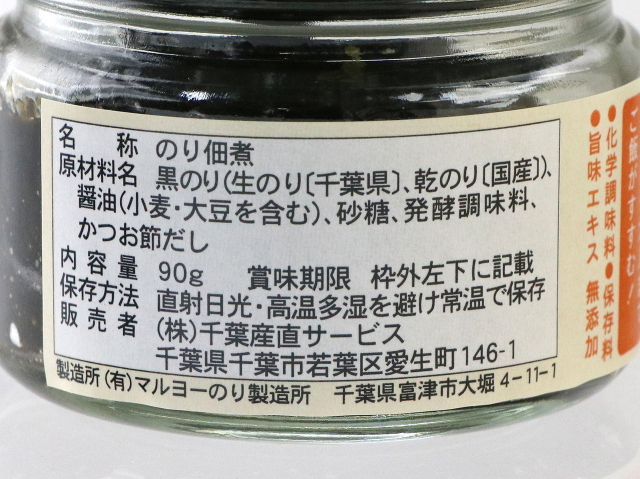 名称 のり佃煮
原材料名 黒のり(生のり〔千葉県〕、乾のり〔国産〕)、
醤油(小麦・大豆を含む)、砂糖、発酵調味料、
かつお節だし
内容量 90g 賞味期限 枠外左下に記載
保存方法 直射日光・高温多湿を避け常温で保存
販売者 (株)千葉産直サービス
千葉県千葉市若葉区愛生町146-1
製造所 (有)マルヨーのり製造所 千葉県富津市大堀4-11-1
ご飯がすすむ!
●化学調味料●保存料
●旨味エキス 無添加